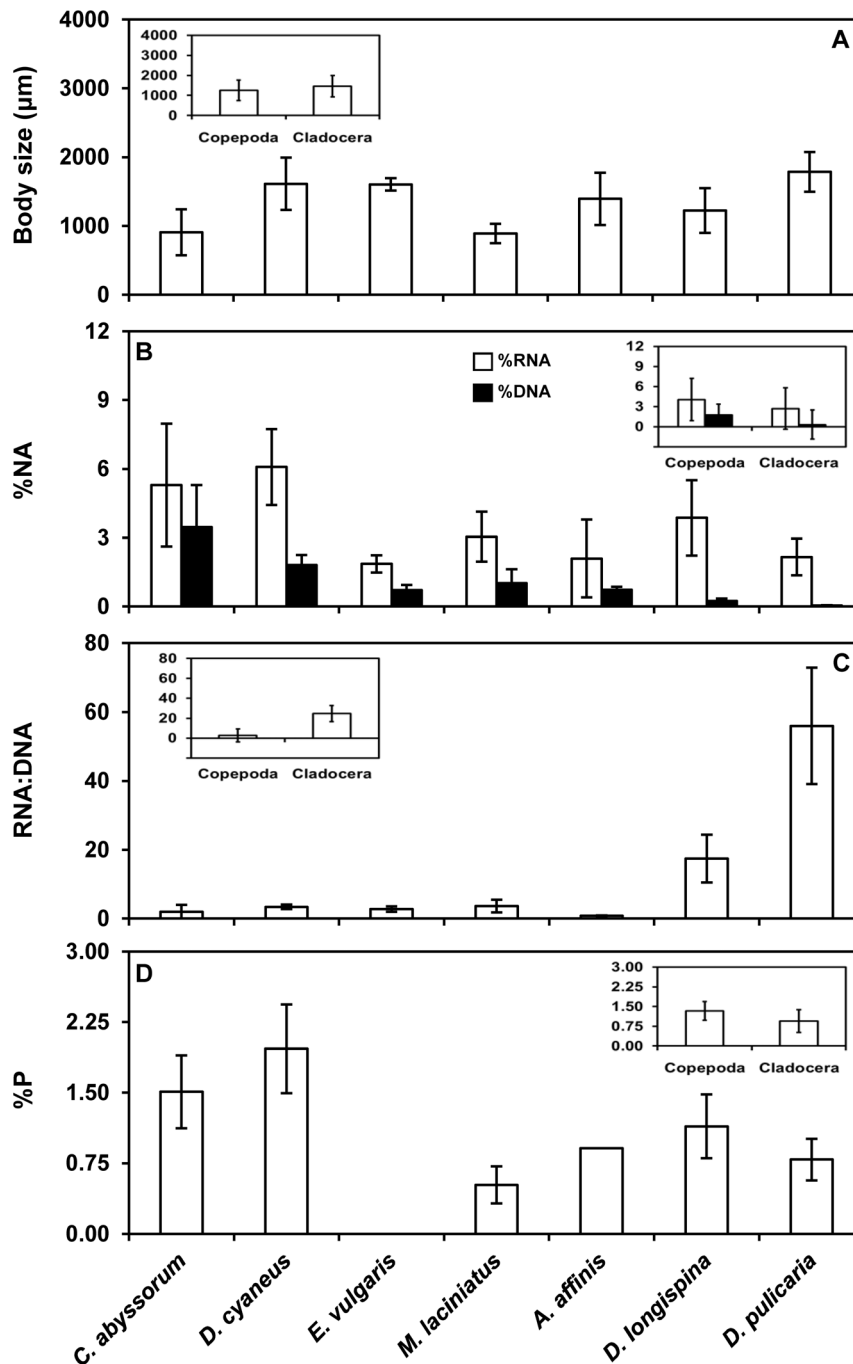 A
Body size (µm)
4000
3000
2000
1000
0
4000
3000
2000
1000
0
Copepoda Cladocera
B
%NA
12
9
6
3
0
%RNA
%DNA
12
9
6
3
0
Copepoda Cladocera
C
RNA:DNA
80
60
40
20
0
80
60
40
20
0
Copepoda Cladocera
D
%P
3.00
2.25
1.50
0.75
0.00
3.00
2.25
1.50
0.75
0.00
Copepoda Cladocera
C. abyssorum
D. cyaneus
E. vulgaris
M. laciniatus
A. affinis
D. longispina
D. pulicaria